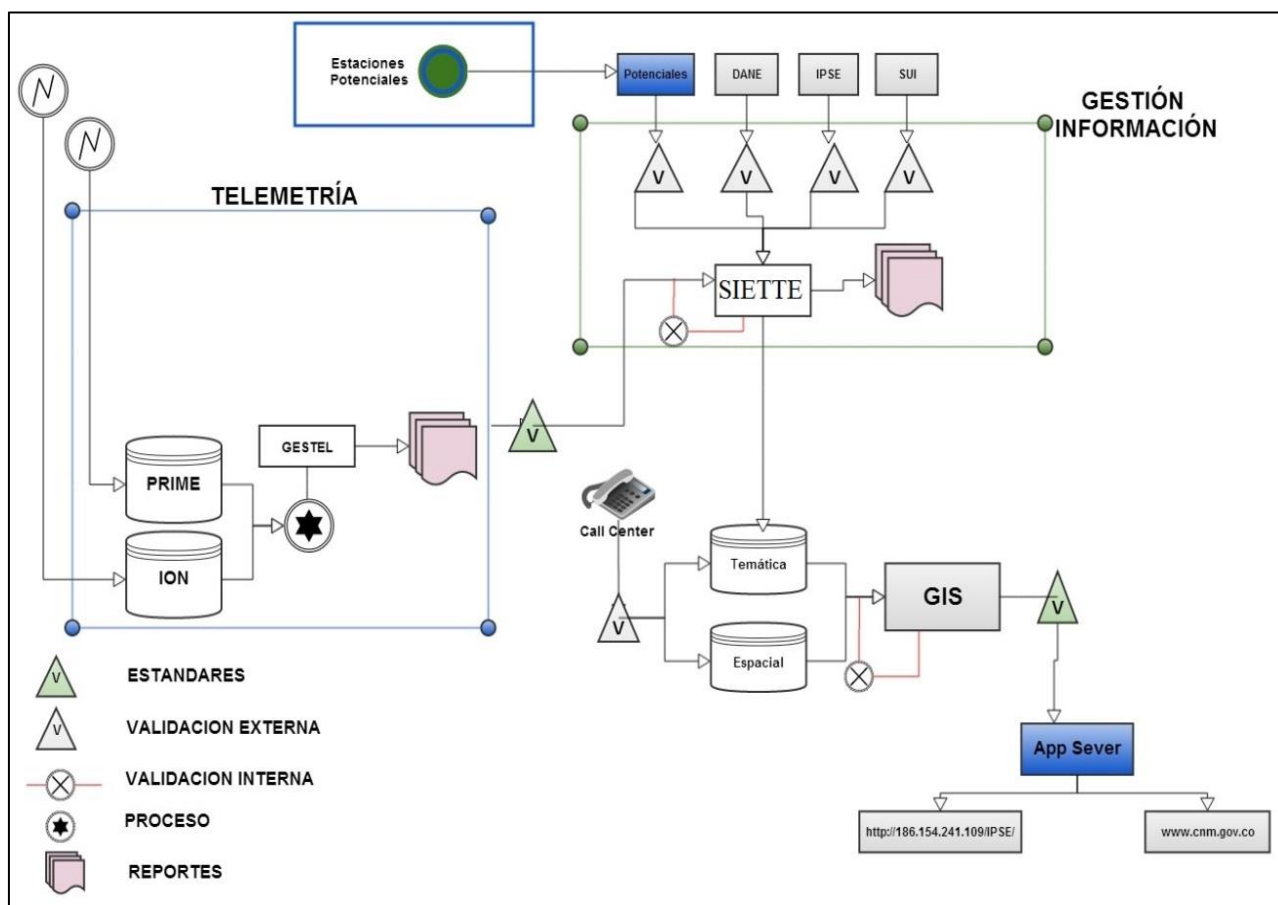 Estaciones
Potenciales
Potenciales
DANE
IPSE
SUI
GESTIÓN
INFORMACIÓN
V
V
V
V
TELEMETRÍA
SIETTE
GESTEL
V
PRIME
ION
Call Center
Temática
V
GIS
V
Espacial
V ESTANDARES
V VALIDACION EXTERNA
VALIDACION INTERNA
PROCESO
REPORTES
App Sever
http://186.154.241.109/IPSE/
www.cnm.gov.co